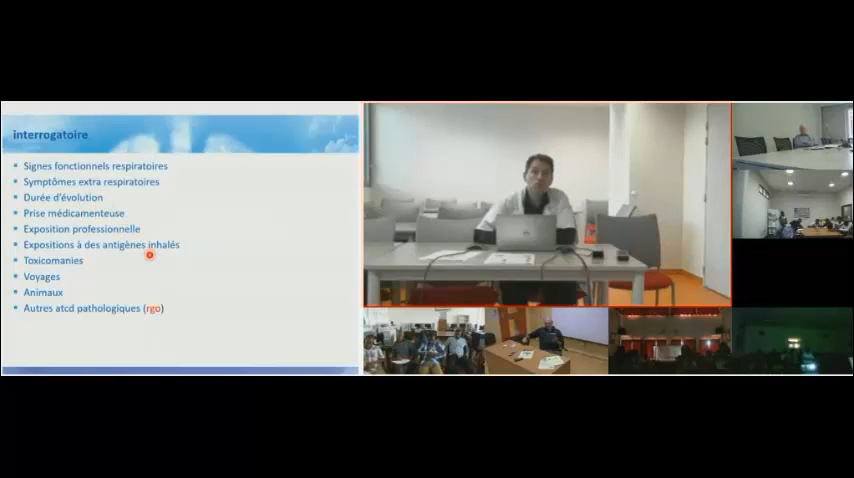 interrogatoire
Signes fonctionnels respiratoires
Symptômes extra respiratoires
Durée d'évolution
Prise médicamenteuse
Exposition professionnelle
Expositions à des antigènes inhalés
Toxicomanies
Voyages
Animaux
Autres atcd pathologiques (rgo)